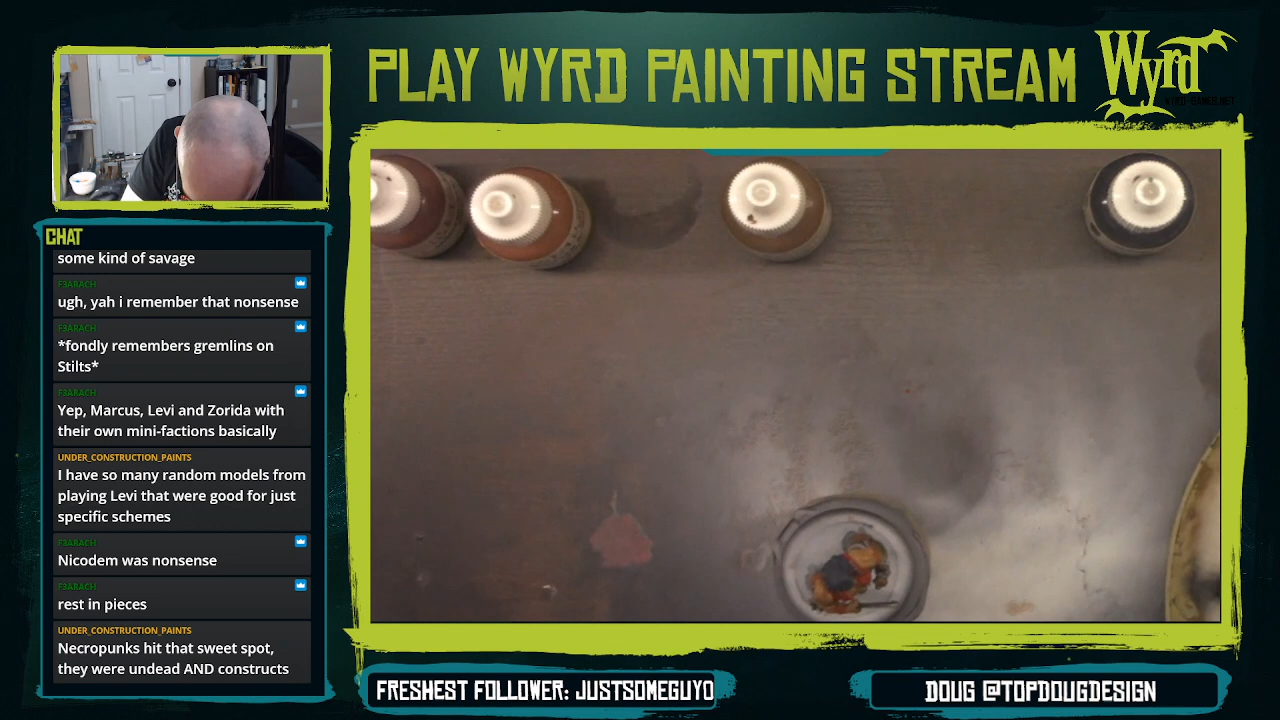 PLAY WYRD PAINTING STREAM
Wyrd
CHAT
some kind of savage
F3ARACH
ugh, yah i remember that nonsense
F3ARACH
*fondly remembers gremlins on
Stilts*
F3ARACH
Yep, Marcus, Levi and Zorida with
their own mini-factions basically
UNDER_CONSTRUCTION_PAINTS
I have so many random models from
playing Levi that were good for just
specific schemes
F3ARACH
Nicodem was nonsense
F3ARACH
rest in pieces
UNDER_CONSTRUCTION_PAINTS
Necropunks hit that sweet spot,
they were undead AND constructs
FRESHEST FOLLOWER: JUSTSOMEGUYO
DOUG @TOPDOUGDESIGN